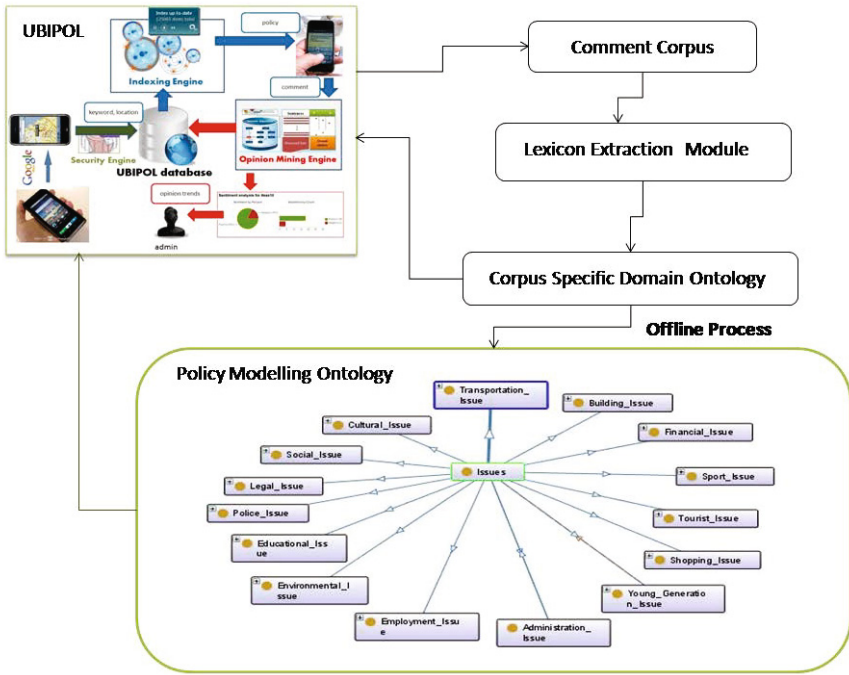 UBIPOL
Index up to date
policy
Indexing Engine
comment
keyword, location
Security Engine
Google
UBIPOL database
Opinion Mining Engine
opinion trends
admin
Comment Corpus
Lexicon Extraction Module
Corpus Specific Domain Ontology
Offline Process
Policy Modelling Ontology
Transportation_
Issue
Building_Issue
Cultural_Issue
Financial_Issue
Social_Issue
Issues
Sport_Issue
Legal_Issue
Police_Issue
Tourist_Issue
Educational_Iss
ue
Shopping_Issue
Environmental_I
ssue
Young_Generatio
n_Issue
Employment_Issu
e
Administration_
Issue